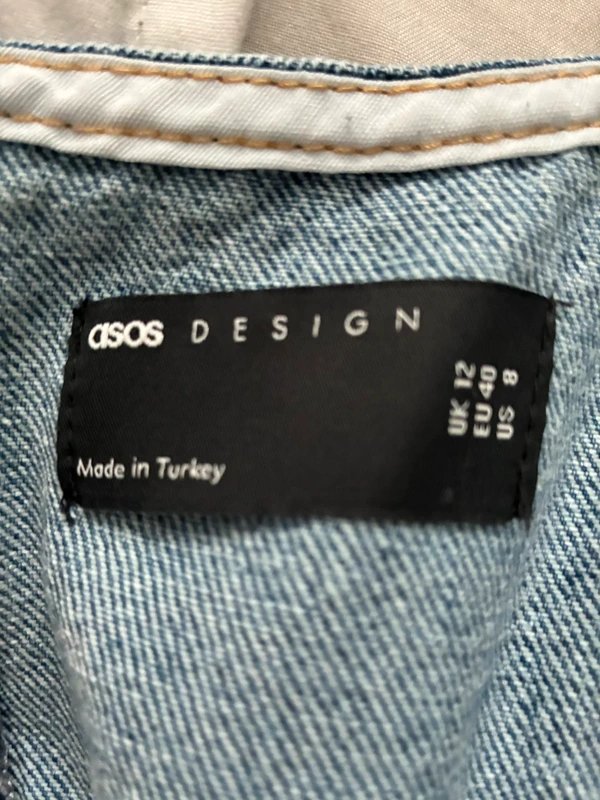 asos DESIGN
UK 12
EU 40
US 8
Made in Turkey